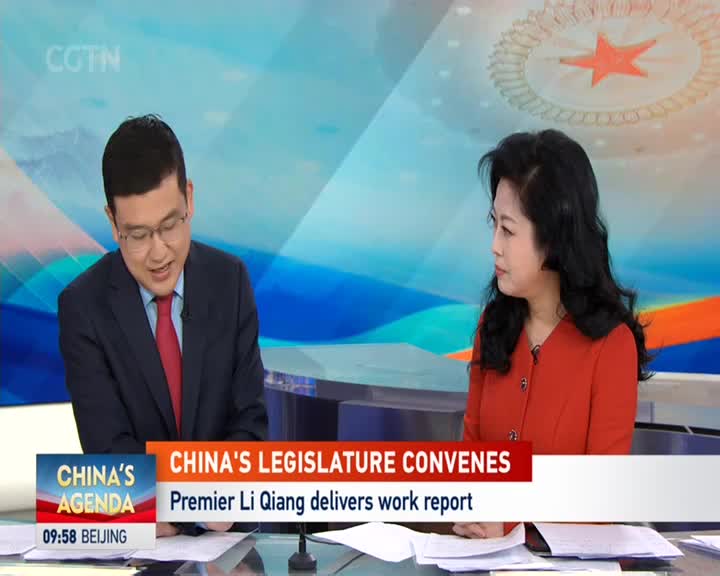 CGTN
CHINA'S LEGISLATURE CONVENES
Premier Li Qiang delivers work report
CHINA'S
AGENDA
09:58 BEIJING